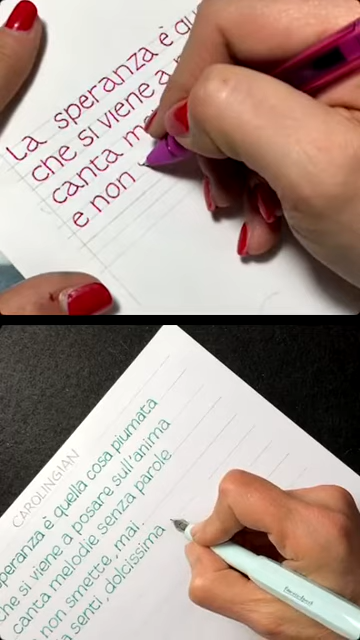 La speranza è
che si viene a
canta
e non
CAROLINGIAN
speranza è quella cosa piumata
che si viene a posare sull'anima
canta melodie senza parole
non smette, mai
senti, dolcissima